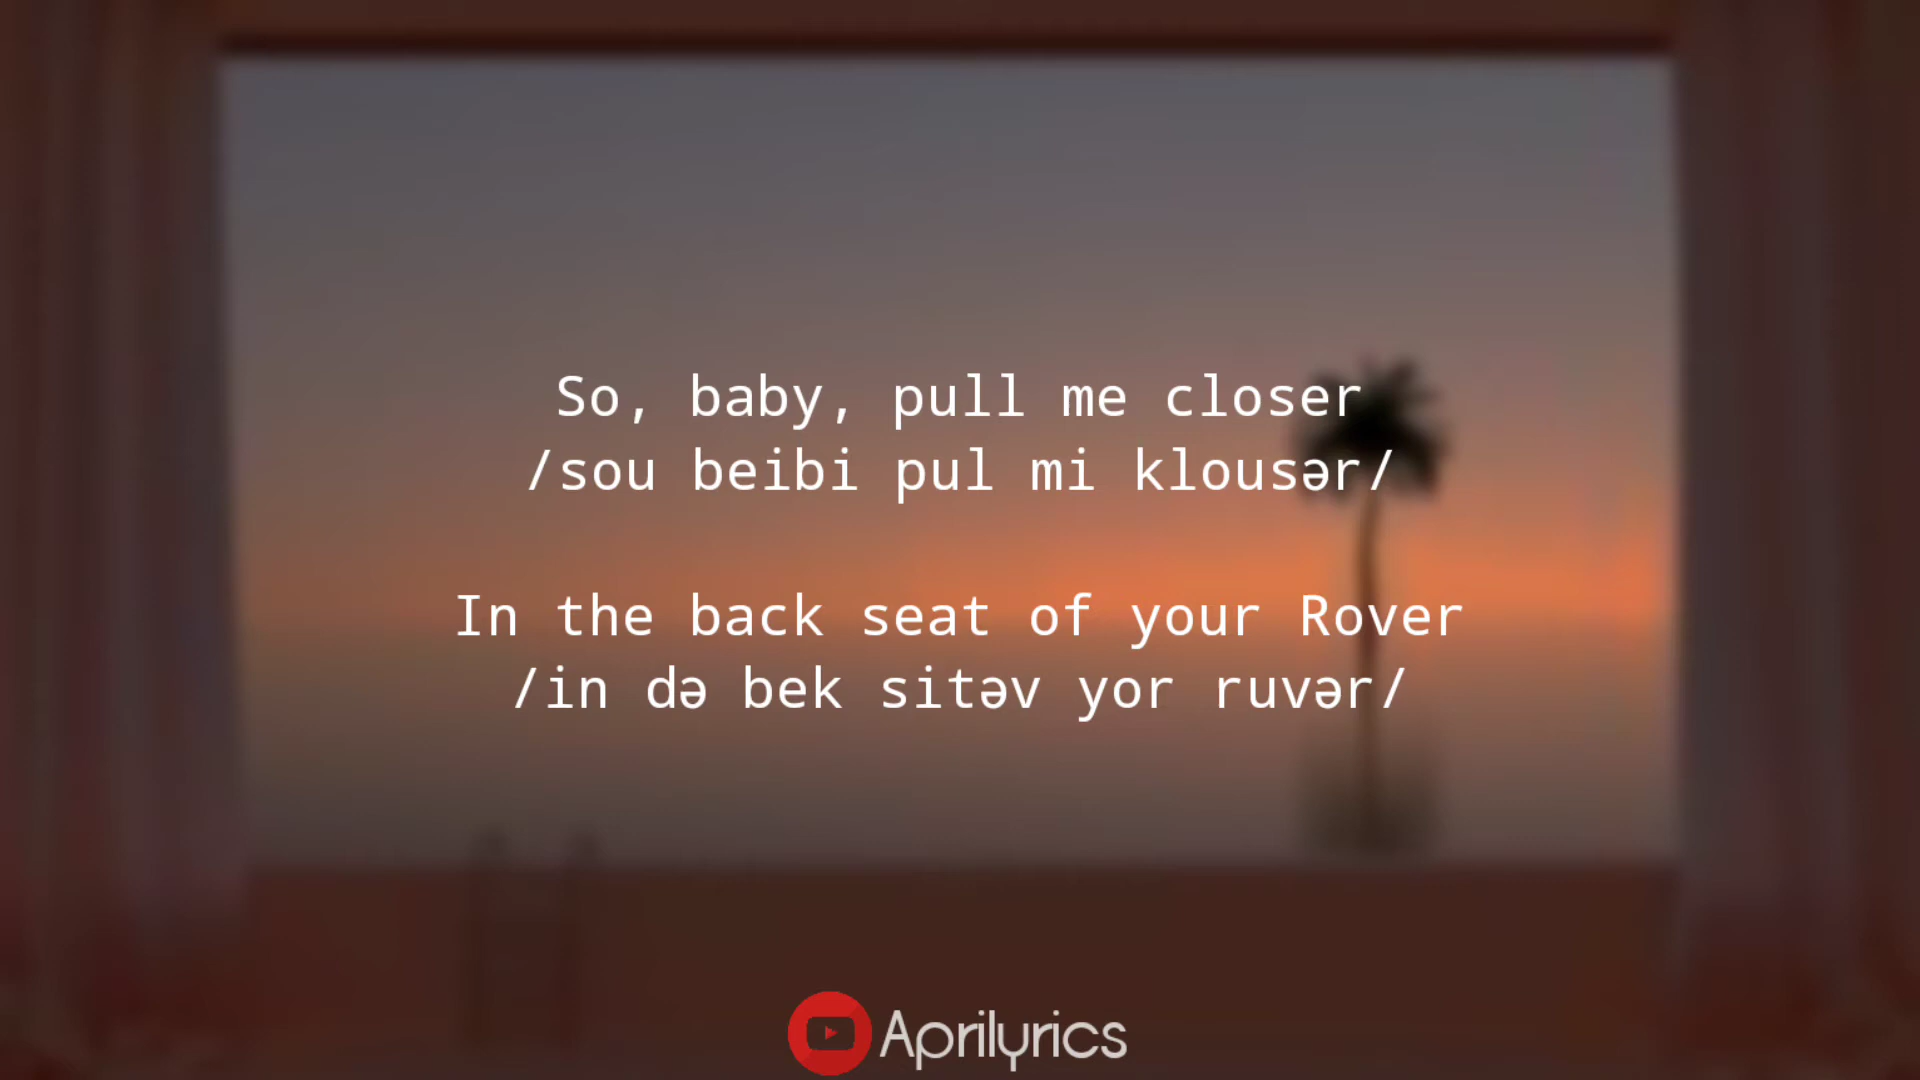 So, baby, pull me closer
/sou beibi pul mi klousər/
In the back seat of your Rover
/in də bek sitəv yor ruvər/
Aprilyrics